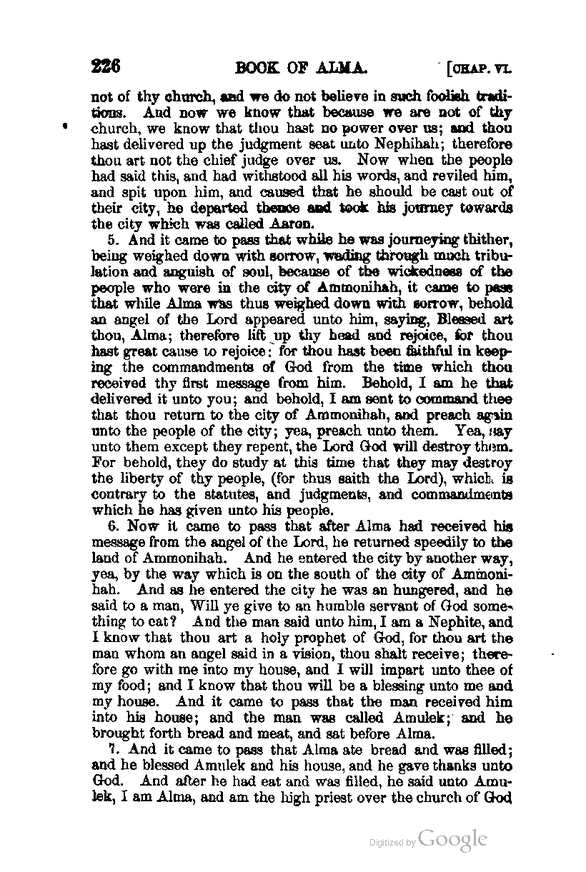 226 BOOK OF ALMA. [CHAP. VI.
not of thy church, and we do not believe in such foolish tradi-
tions. And now we know that because we are not of thy
church, we know that thou hast no power over us; and thou
hast delivered up the judgment seat unto Nephihah; therefore
thou art not the chief judge over us. Now when the people
had said this, and had withstood all his words, and reviled him,
and spit upon him, and caused that he should be cast out of
their city, he departed thence and took his journey towards
the city which was called Aaron.
5. And it came to pass that while he was journeying thither,
being weighed down with sorrow, wading through much tribu-
lation and anguish of soul, because of the wickedness of the
people who were in the city of Ammonihah, it came to pass
that while Alma was thus weighed down with sorrow, behold
an angel of the Lord appeared unto him, saying, Blessed art
thou, Alma; therefore lift up thy head and rejoice, for thou
hast great cause to rejoice: for thou hast been faithful in keep-
ing the commandments of God from the time which thou
received thy first message from him. Behold, I am he that
delivered it unto you; and behold, I am sent to command thee
that thou return to the city of Ammonihah, and preach again
unto the people of the city; yea, preach unto them. Yea, say
unto them except they repent, the Lord God will destroy them.
For behold, they do study at this time that they may destroy
the liberty of thy people, (for thus saith the Lord), which is
contrary to the statutes, and judgments, and commandments
which he has given unto his people.
6. Now it came to pass that after Alma had received his
message from the angel of the Lord, he returned speedily to the
land of Ammonihah. And he entered the city by another way,
yea, by the way which is on the south of the city of Ammoni-
hah. And as he entered the city he was an hungered, and he
said to a man, Will ye give to an humble servant of God some-
thing to eat? And the man said unto him, I am a Nephite, and
I know that thou art a holy prophet of God, for thou art the
man whom an angel said in a vision, thou shalt receive; there-
fore go with me into my house, and I will impart unto thee of
my food; and I know that thou will be a blessing unto me and
my house. And it came to pass that the man received him
into his house; and the man was called Amulek; and he
brought forth bread and meat, and sat before Alma.
7. And it came to pass that Alma ate bread and was filled;
and he blessed Amulek and his house, and he gave thanks unto
God. And after he had eat and was filled, he said unto Amu-
lek, I am Alma, and am the high priest over the church of God
Digitized by Google